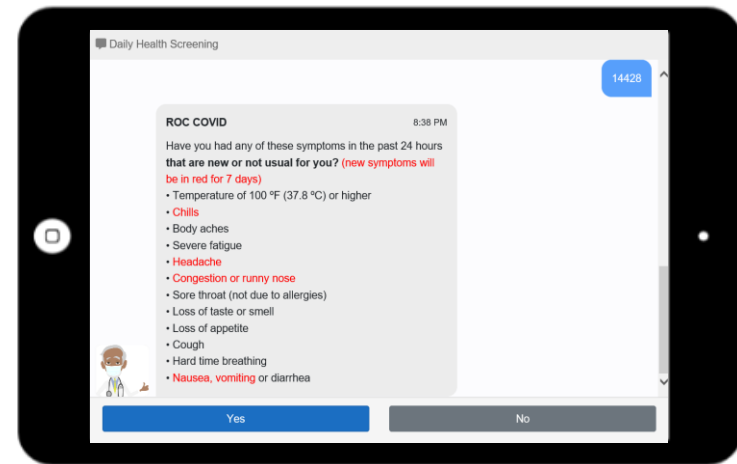 Daily Health Screening
14428
ROC COVID 8:38 PM
Have you had any of these symptoms in the past 24 hours
that are new or not usual for you? (new symptoms will
be in red for 7 days)
• Temperature of 100 ºF (37.8 ºC) or higher
• Chills
• Body aches
• Severe fatigue
• Headache
• Congestion or runny nose
• Sore throat (not due to allergies)
• Loss of taste or smell
• Loss of appetite
• Cough
• Hard time breathing
• Nausea, vomiting or diarrhea
Yes No